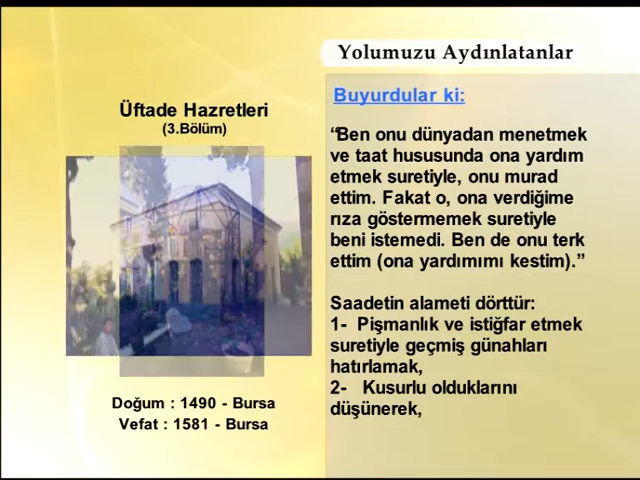 Yolumuzu Aydınlatanlar
Üftade Hazretleri
(3.Bölüm)
Doğum : 1490 - Bursa
Vefat : 1581 - Bursa
Buyurdular ki:
“Ben onu dünyadan menetmek
ve taat hususunda ona yardım
etmek suretiyle, onu murad
ettim. Fakat o, ona verdiğime
rıza göstermemek suretiyle
beni istemedi. Ben de onu terk
ettim (ona yardımımı kestim).”
Saadetin alameti dörttür:
1- Pişmanlık ve istiğfar etmek
suretiyle geçmiş günahları
hatırlamak,
2- Kusurlu olduklarını
düşünerek,